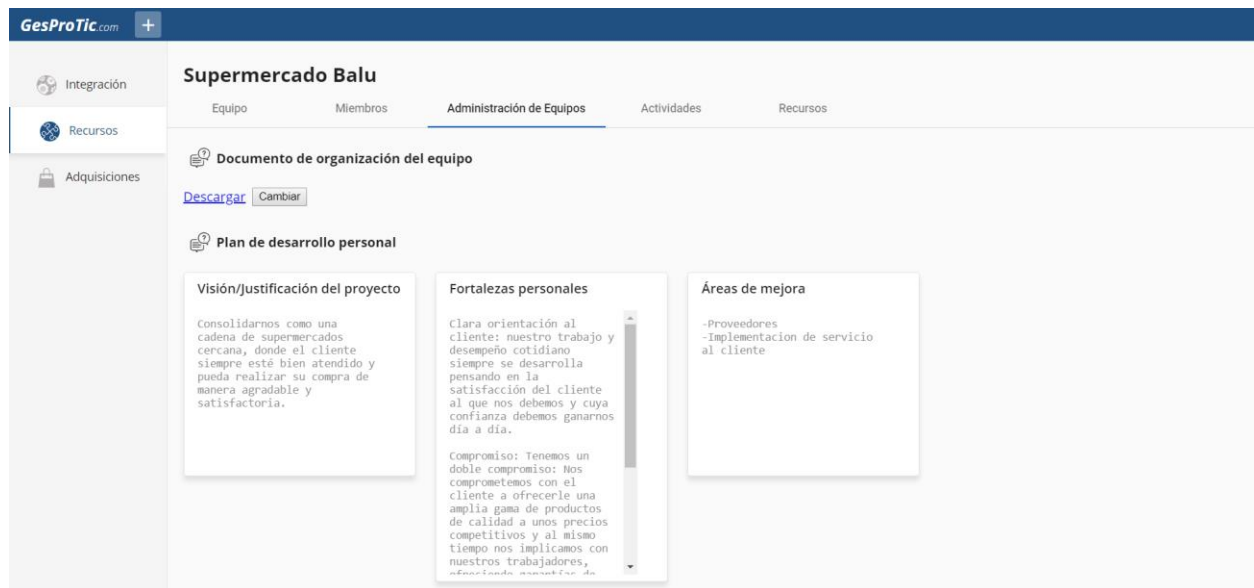 GesProTic.com +
Integración
Recursos
Adquisiciones
Supermercado Balu
Equipo Miembros Administración de Equipos Actividades Recursos
Documento de organización del equipo
Descargar Cambiar
Plan de desarrollo personal
Visión/Justificación del proyecto
Consolidarnos como una
cadena de supermercados
cercana, donde el cliente
siempre esté bien atendido y
pueda realizar su compra de
manera agradable y
satisfactoria.
Fortalezas personales
Clara orientación al
cliente: nuestro trabajo y
desempeño cotidiano
siempre se desarrolla
pensando en la
satisfacción del cliente
al que nos debemos y cuya
confianza debemos ganarnos
día a día.
Compromiso: Tenemos un
doble compromiso: Nos
comprometemos con el
cliente a ofrecerle una
amplia gama de productos
de calidad a unos precios
competitivos y al mismo
tiempo nos implicamos con
nuestros trabajadores,
Áreas de mejora
-Proveedores
-Implementacion de servicio
al cliente